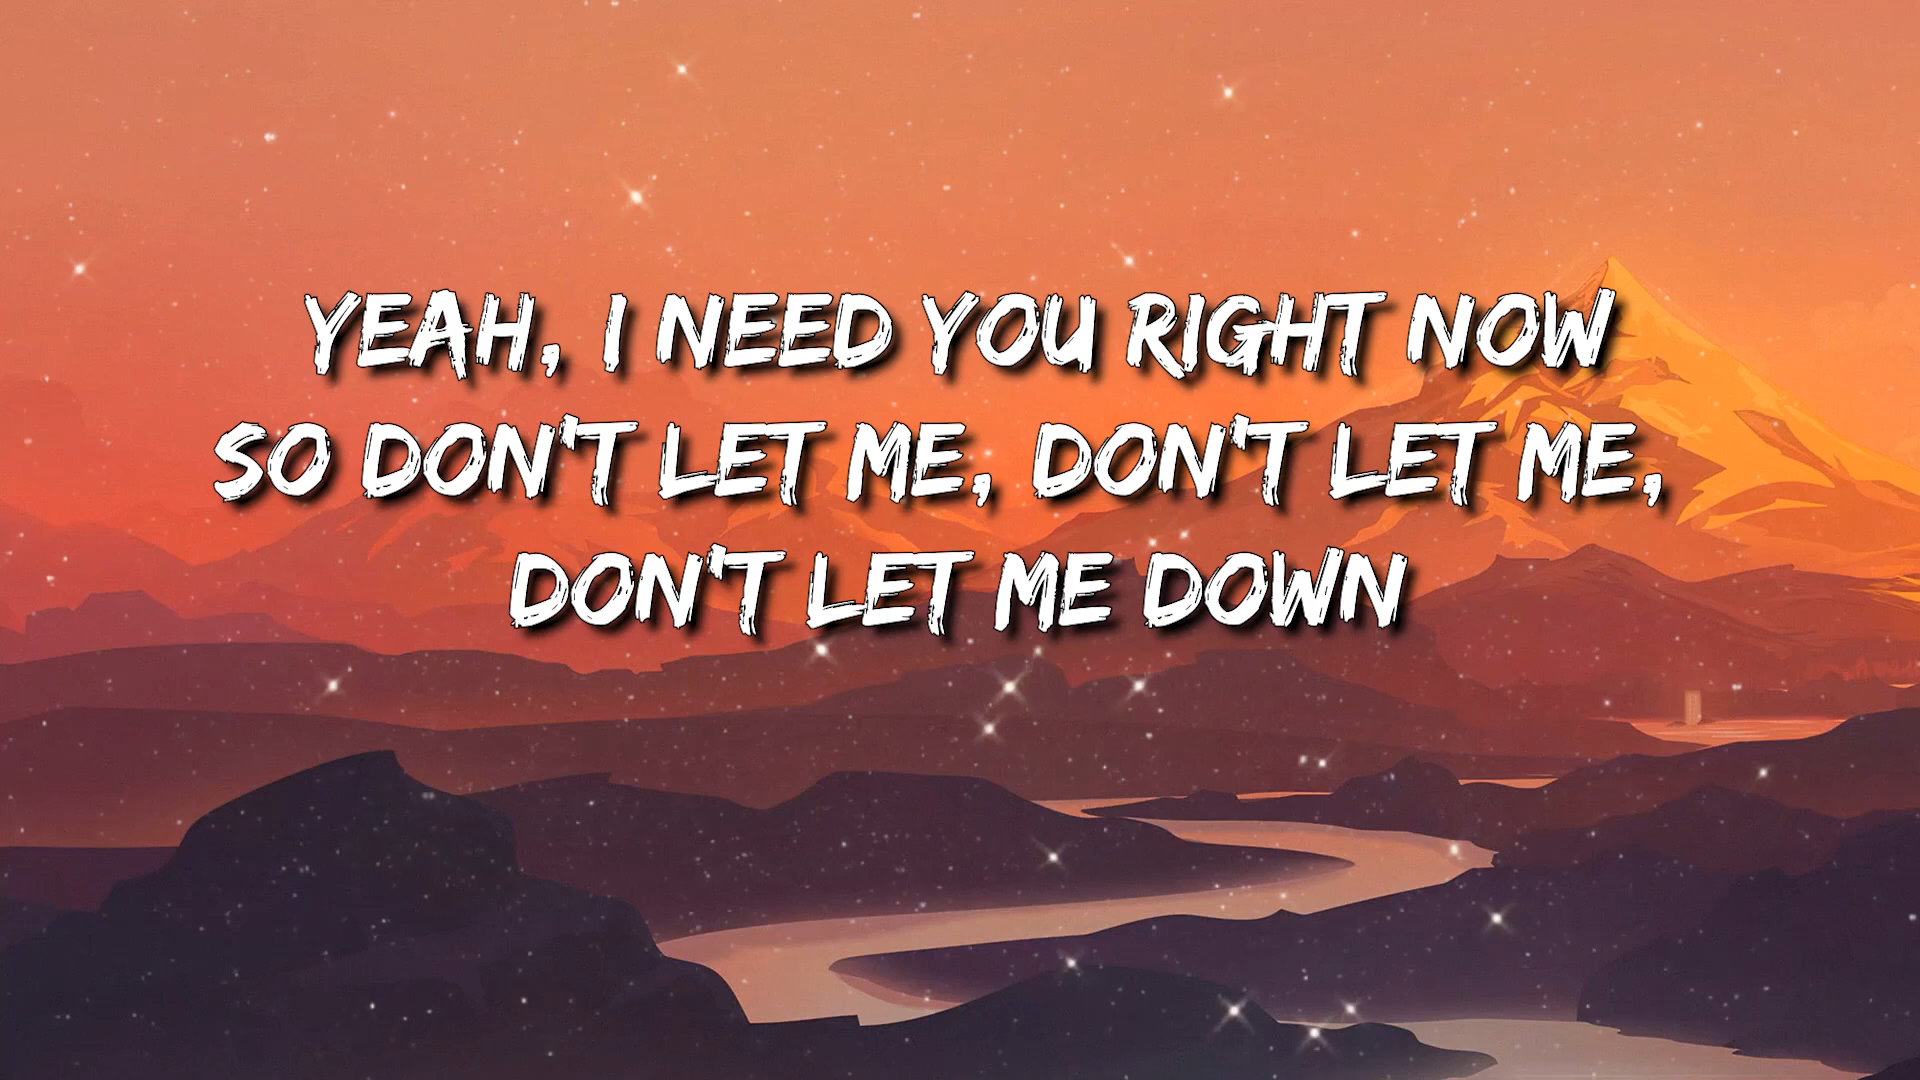 YEAH, I NEED YOU RIGHT NOW
SO DON'T LET ME, DON'T LET ME,
DON'T LET ME DOWN